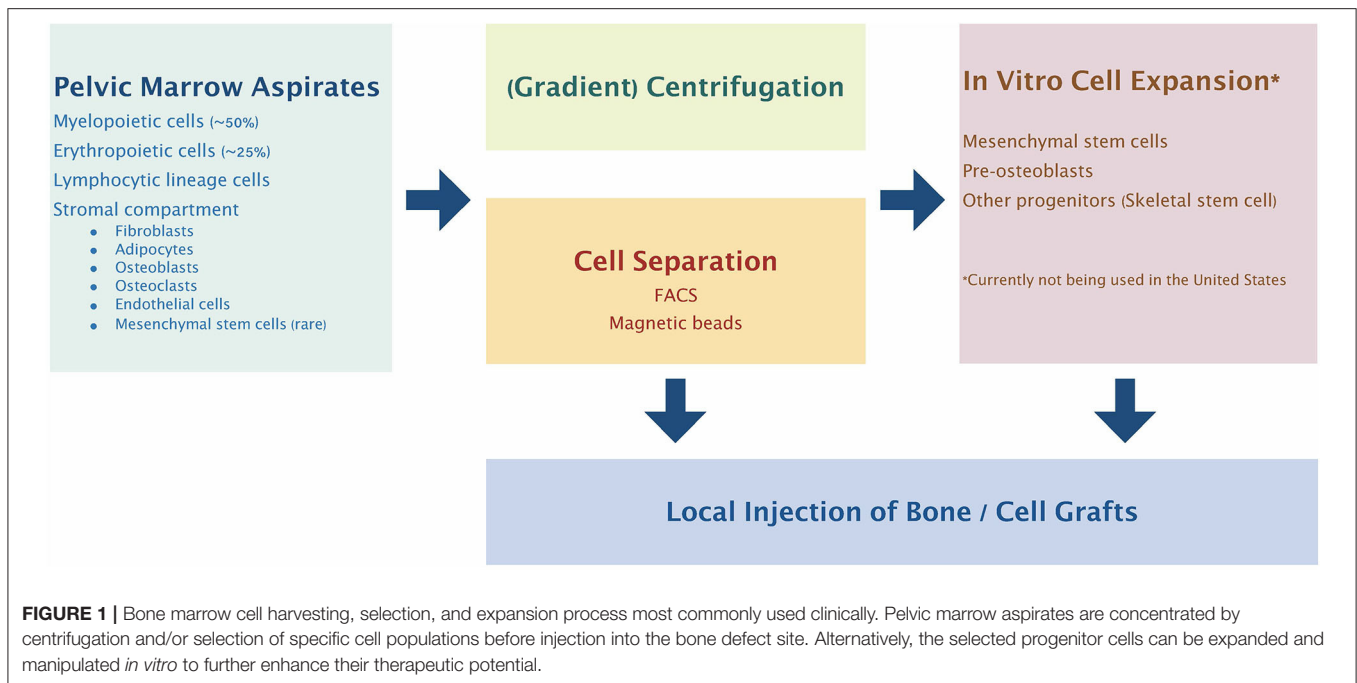 Pelvic Marrow Aspirates
Myelopoietic cells (~50%)
Erythropoietic cells (~25%)
Lymphocytic lineage cells
Stromal compartment
• Fibroblasts
• Adipocytes
• Osteoblasts
• Osteoclasts
• Endothelial cells
• Mesenchymal stem cells (rare)
(Gradient) Centrifugation
Cell Separation
FACS
Magnetic beads
In Vitro Cell Expansion*
Mesenchymal stem cells
Pre-osteoblasts
Other progenitors (Skeletal stem cell)
*Currently not being used in the United States
Local Injection of Bone / Cell Grafts
FIGURE 1 | Bone marrow cell harvesting, selection, and expansion process most commonly used clinically. Pelvic marrow aspirates are concentrated by
centrifugation and/or selection of specific cell populations before injection into the bone defect site. Alternatively, the selected progenitor cells can be expanded and
manipulated in vitro to further enhance their therapeutic potential.